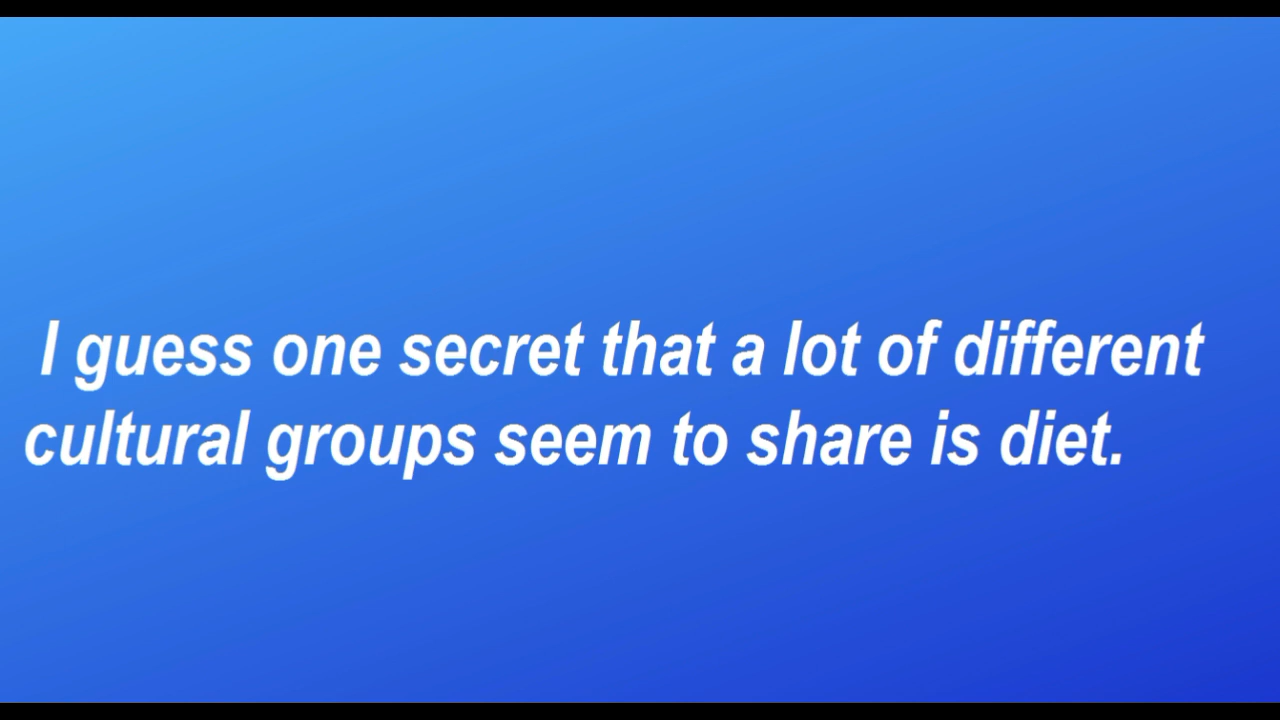 I guess one secret that a lot of different
cultural groups seem to share is diet.